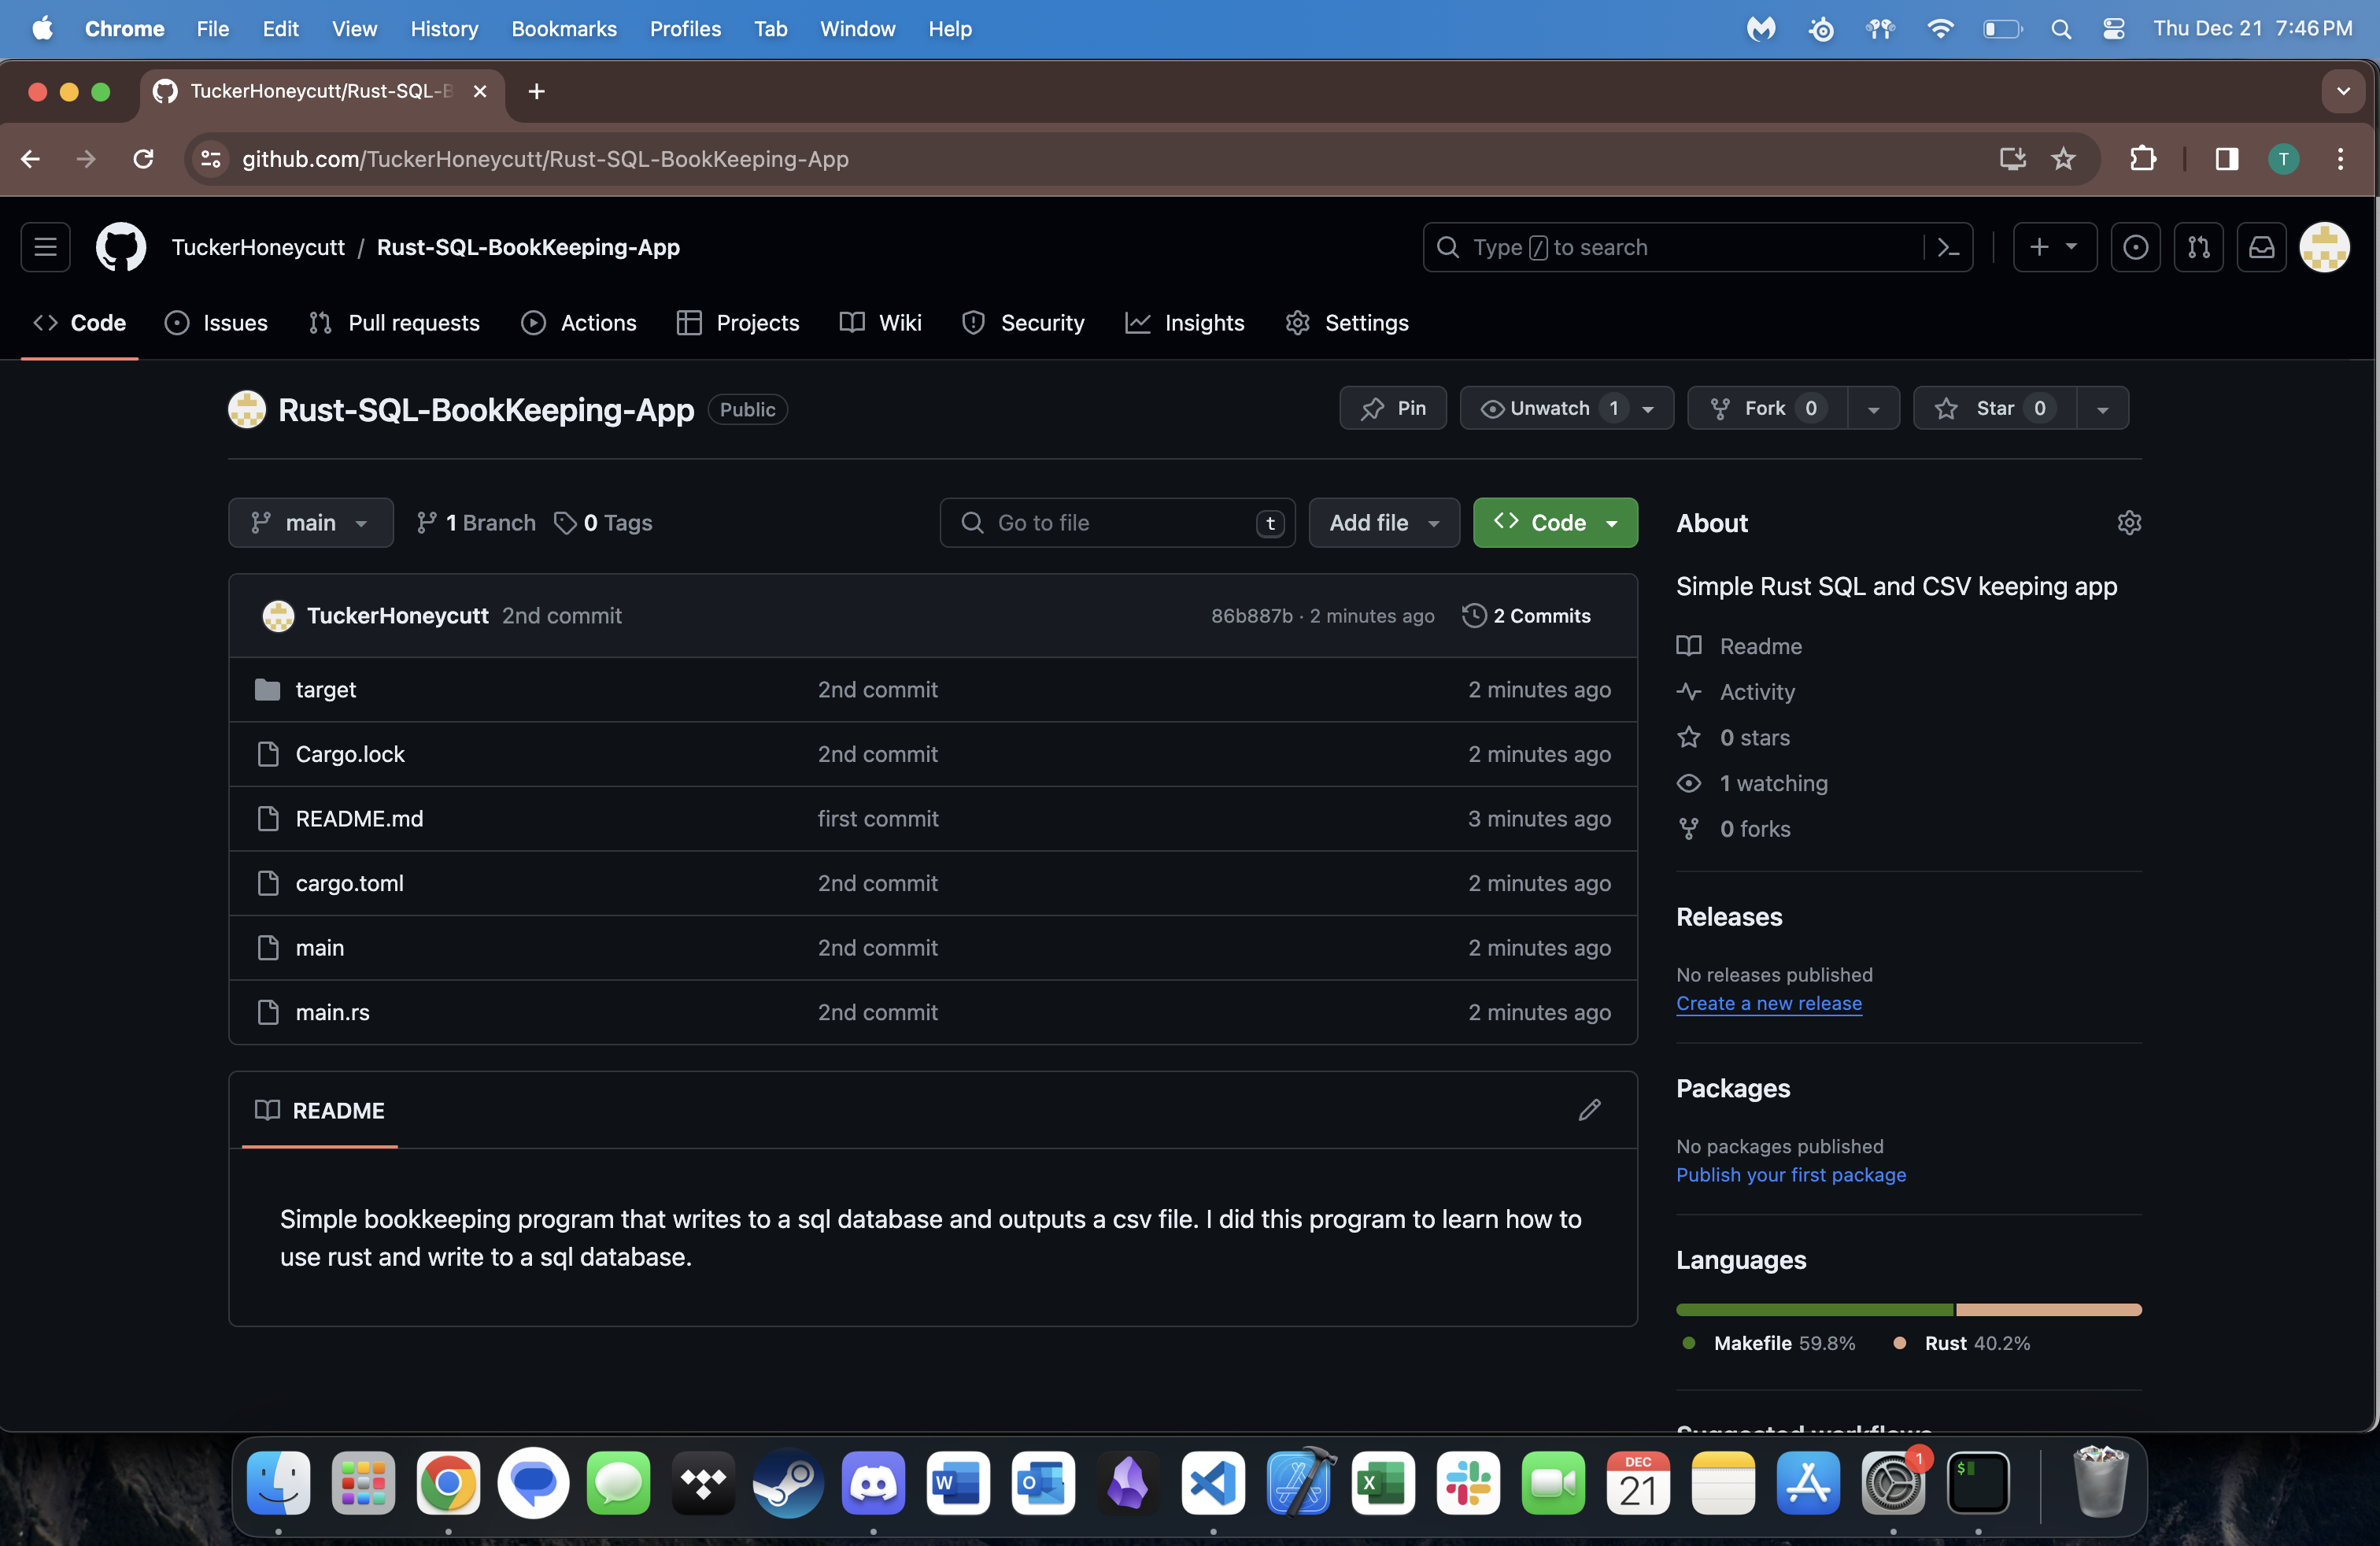 Chrome File Edit View History Bookmarks Profiles Tab Window Help Thu Dec 21 7:46 PM
TuckerHoneycutt/Rust-SQL-B
github.com/TuckerHoneycutt/Rust-SQL-BookKeeping-App T
TuckerHoneycutt / Rust-SQL-BookKeeping-App Type / to search
Code Issues Pull requests Actions Projects Wiki Security Insights Settings
Rust-SQL-BookKeeping-App Public Pin Unwatch 1 Fork 0 Star 0
main 1 Branch 0 Tags Go to file t Add file Code
TuckerHoneycutt 2nd commit 86b887b · 2 minutes ago 2 Commits
target 2nd commit 2 minutes ago
Cargo.lock 2nd commit 2 minutes ago
README.md first commit 3 minutes ago
cargo.toml 2nd commit 2 minutes ago
main 2nd commit 2 minutes ago
main.rs 2nd commit 2 minutes ago
README
Simple bookkeeping program that writes to a sql database and outputs a csv file. I did this program to learn how to
use rust and write to a sql database.
About
Simple Rust SQL and CSV keeping app
Readme
Activity
0 stars
1 watching
0 forks
Releases
No releases published
Create a new release
Packages
No packages published
Publish your first package
Languages
Makefile 59.8% Rust 40.2%
Suggested workflows
W O X DEC 1 $
21